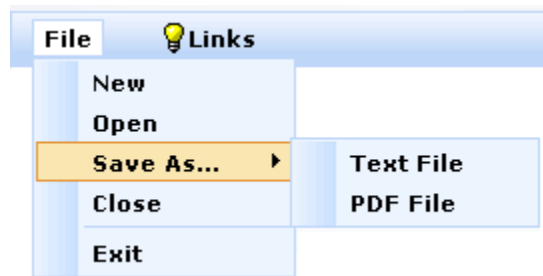 File Links
New
Open
Save As... Text File
Close PDF File
Exit